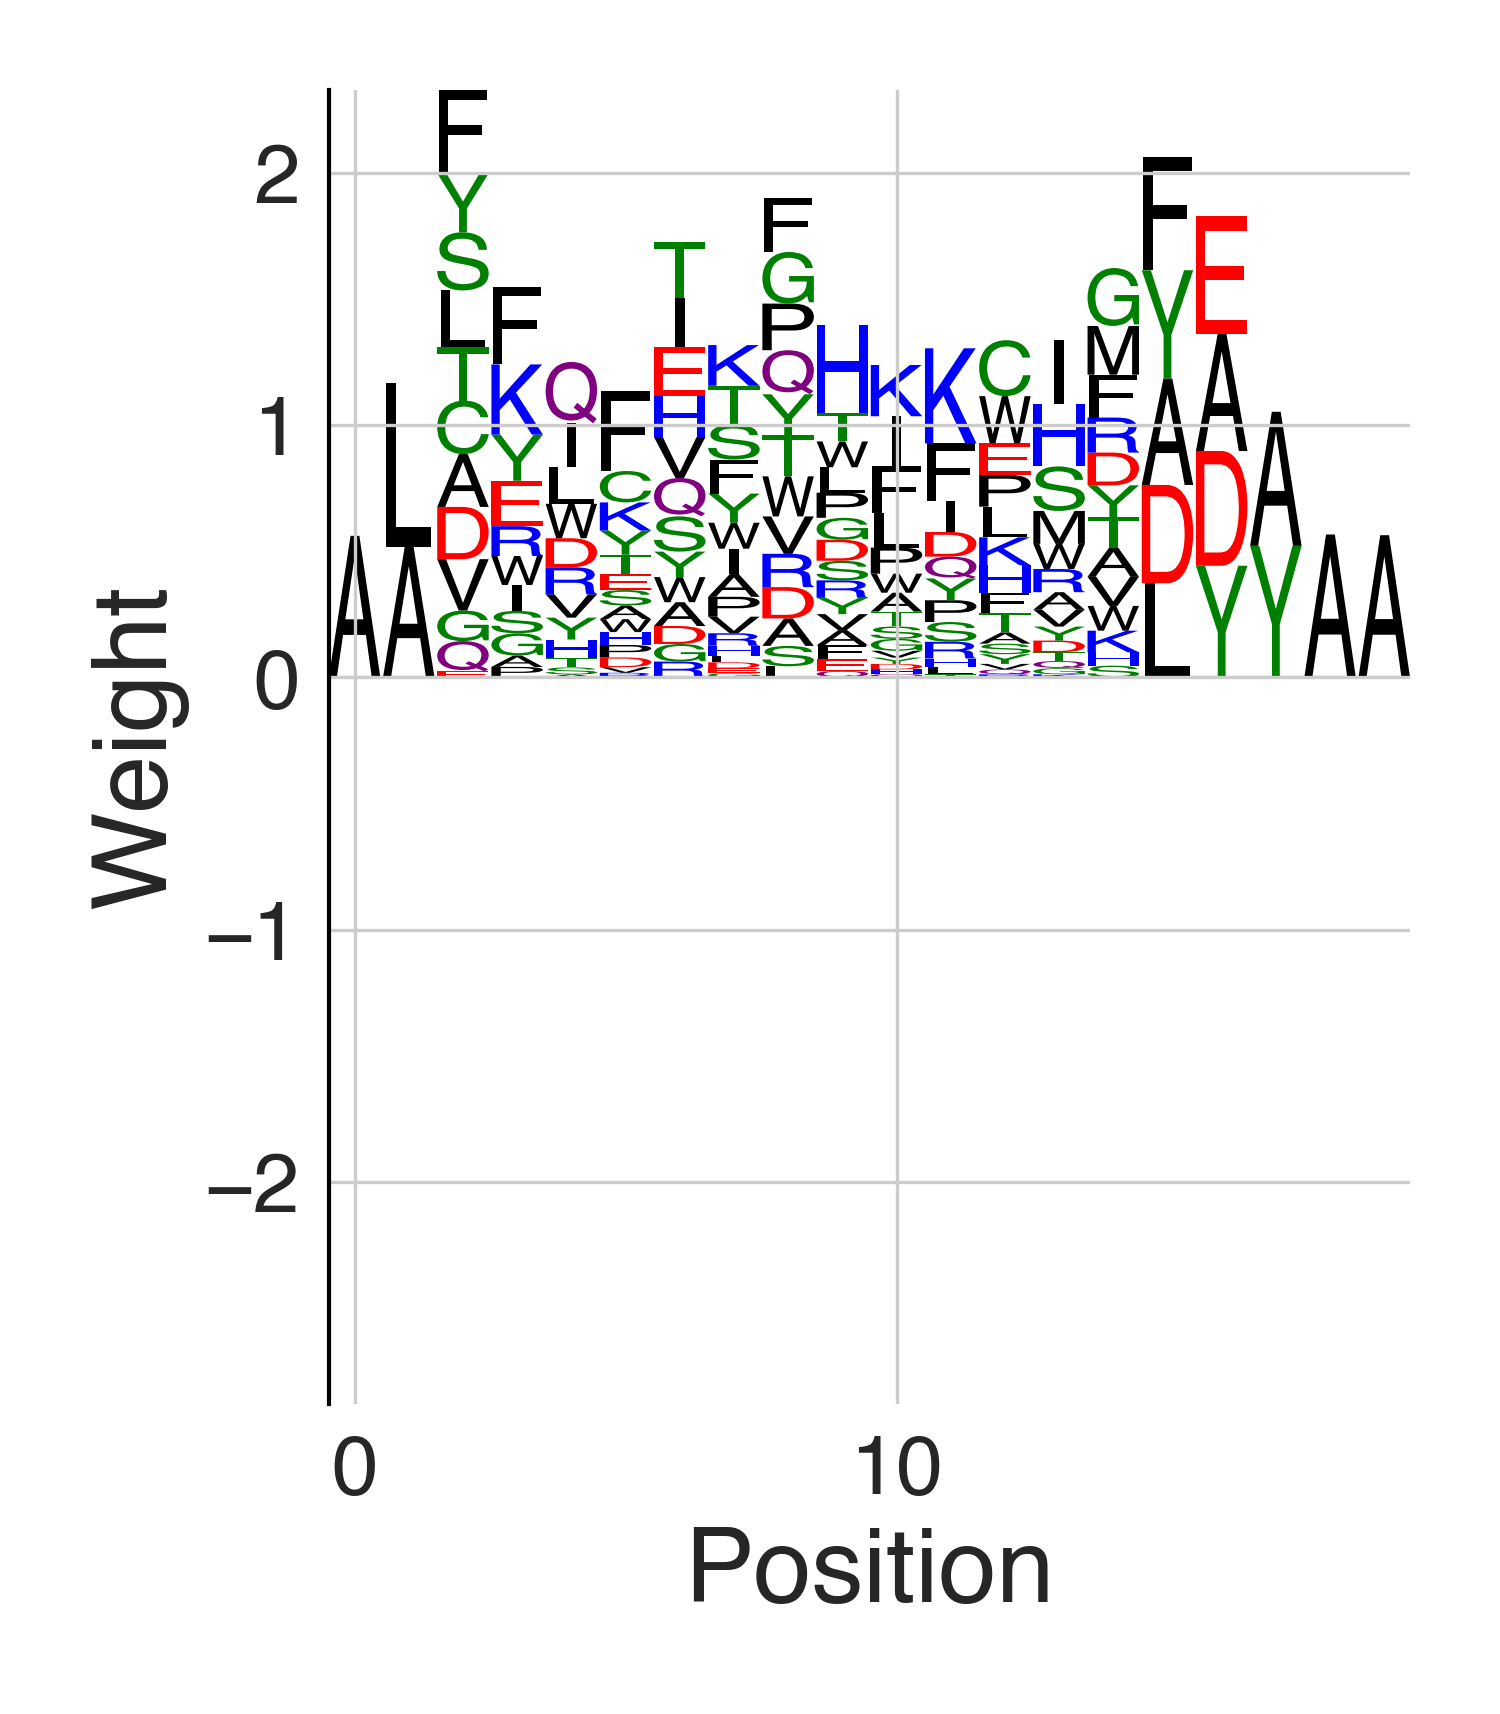 2
1
0
−1
−2
Weight
0 10
Position
A
L A
F Y S L T C A D V G Q
F K Y E R W I S G A P
Q I L W D R V Y H T S
F C K Y T E S A
T I E H V Q S Y W A D G R
K T S F Y W I A P V R
F G P Q Y T W V R D A S L
H T W L P G D S R Y
K L F L P W A T S
K F I D Q Y P S R H L
C W E P L K H F T A S Y
I H S M W R
G M F R D Y T W K S
F Y A D L
E A D Y
A Y
A
A